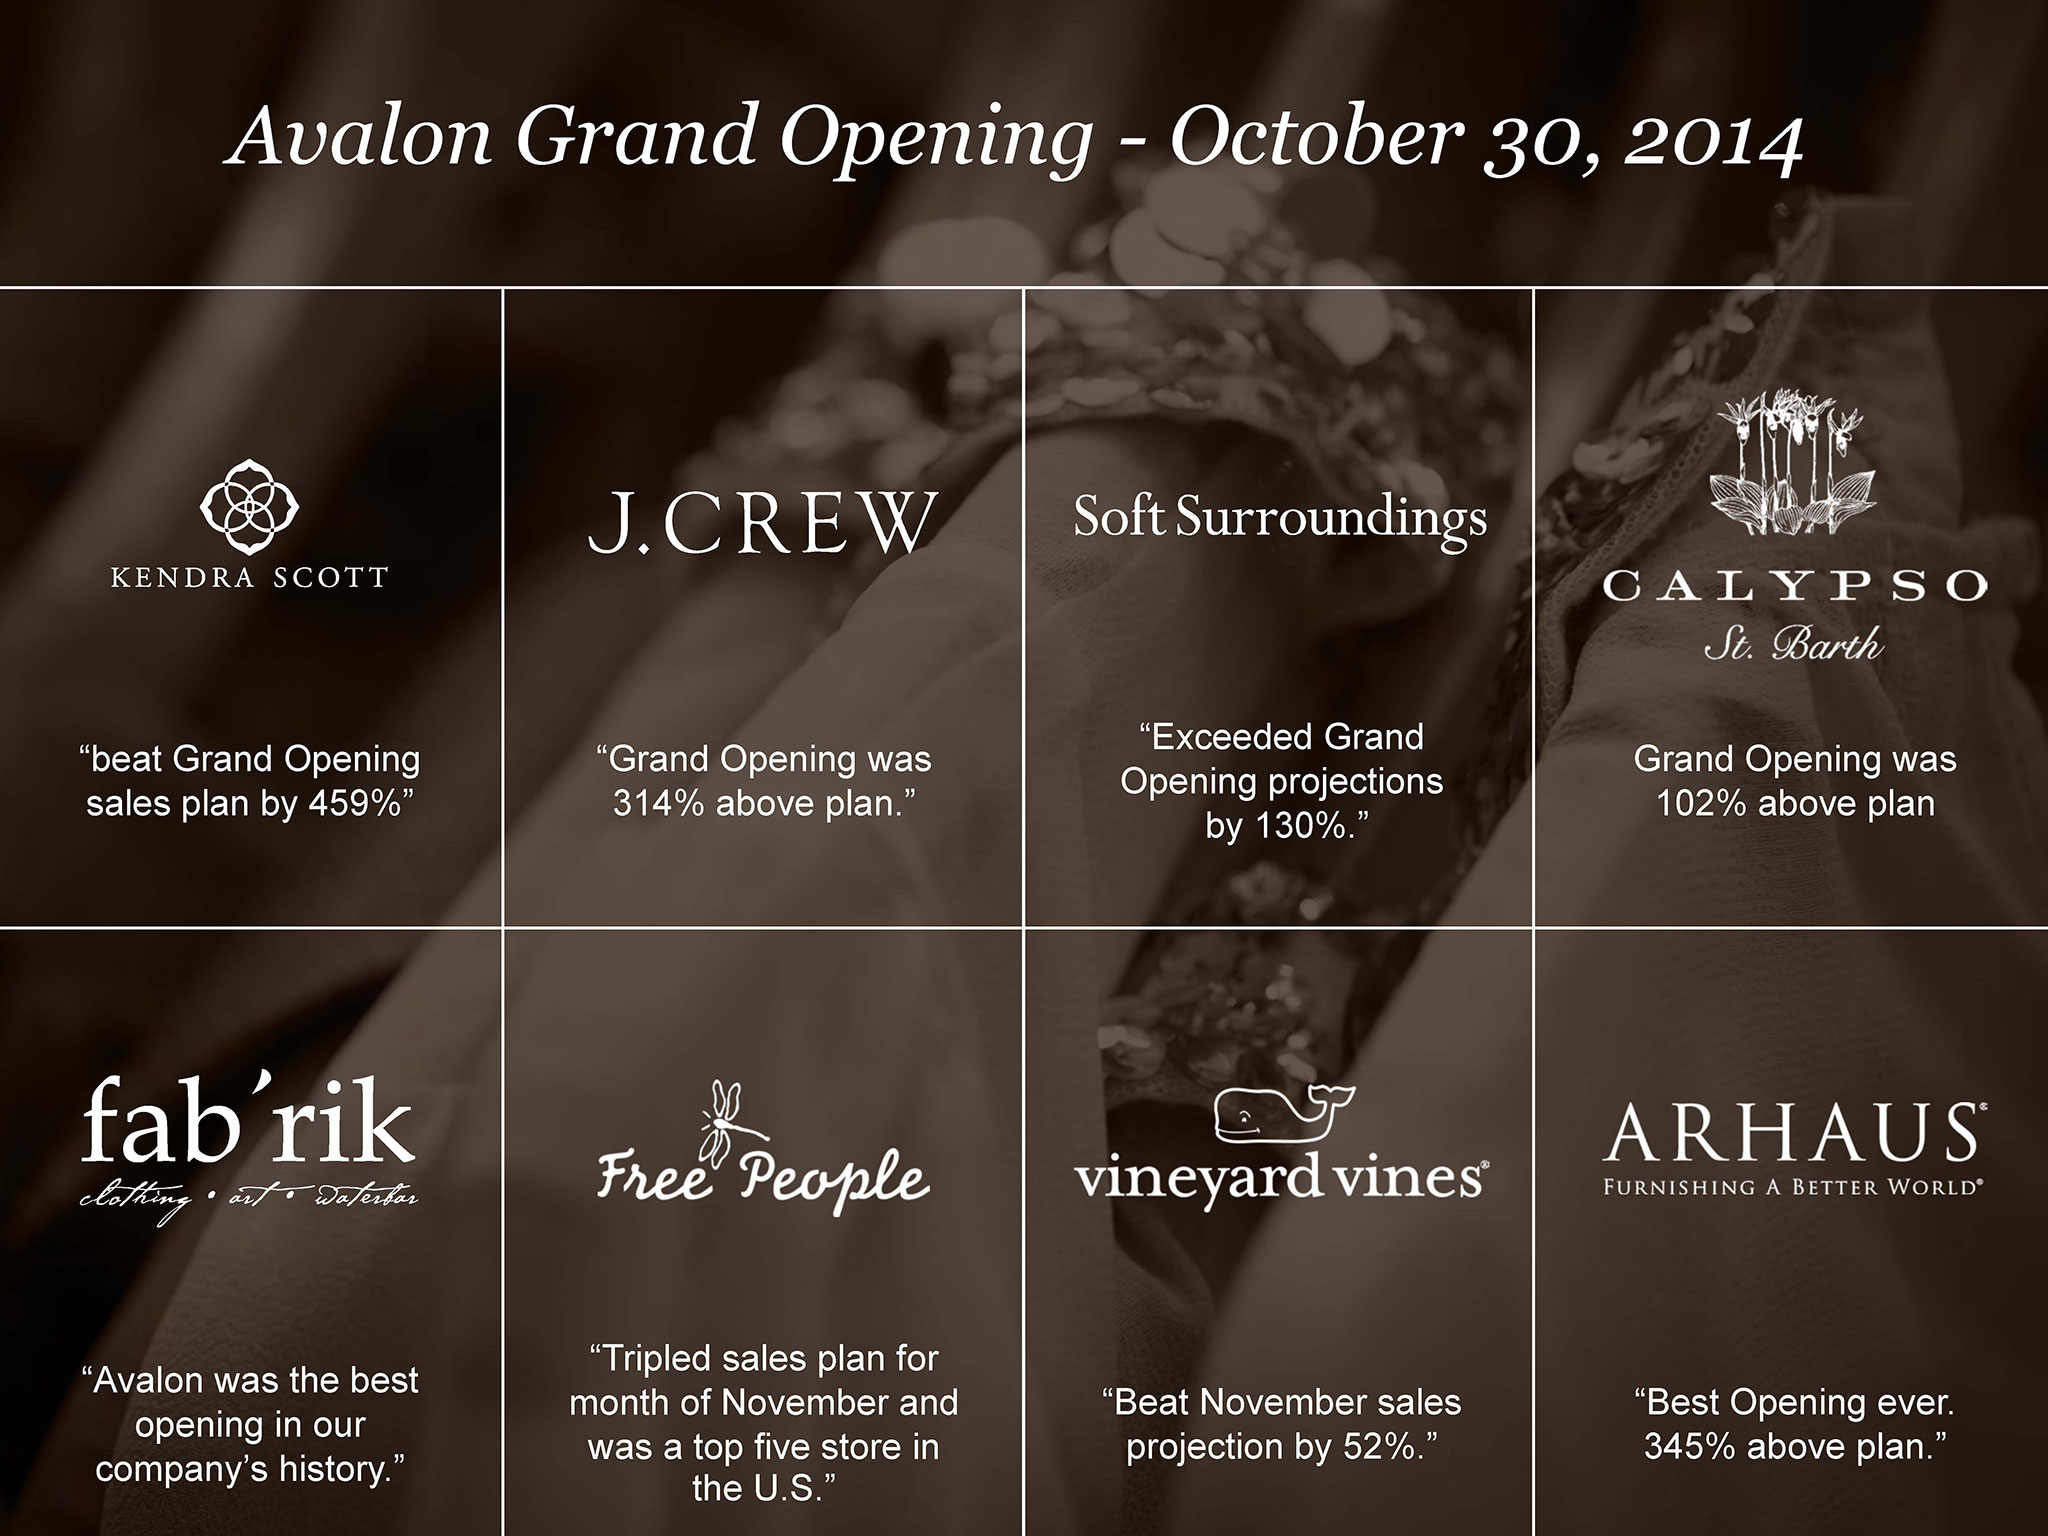 Avalon Grand Opening - October 30, 2014
KENDRA SCOTT
“beat Grand Opening
sales plan by 459%”
J.CREW
“Grand Opening was
314% above plan.”
Soft Surroundings
“Exceeded Grand
Opening projections
by 130%.”
CALYPSO
St. Barth
Grand Opening was
102% above plan
fab'rik
clothing • art • waterbar
“Avalon was the best
opening in our
company’s history.”
Free People
“Tripled sales plan for
month of November and
was a top five store in
the U.S.”
vineyard vines®
“Beat November sales
projection by 52%.”
ARHAUS®
FURNISHING A BETTER WORLD®
“Best Opening ever.
345% above plan.”